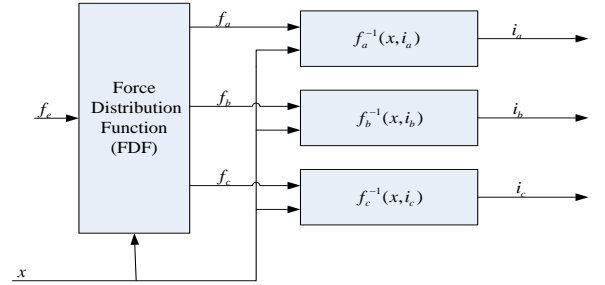 f_a
f_a^{-1}(x, i_a)
i_a
Force
Distribution
Function
(FDF)
f_e
f_b
f_b^{-1}(x, i_b)
i_b
f_c
f_c^{-1}(x, i_c)
i_c
x